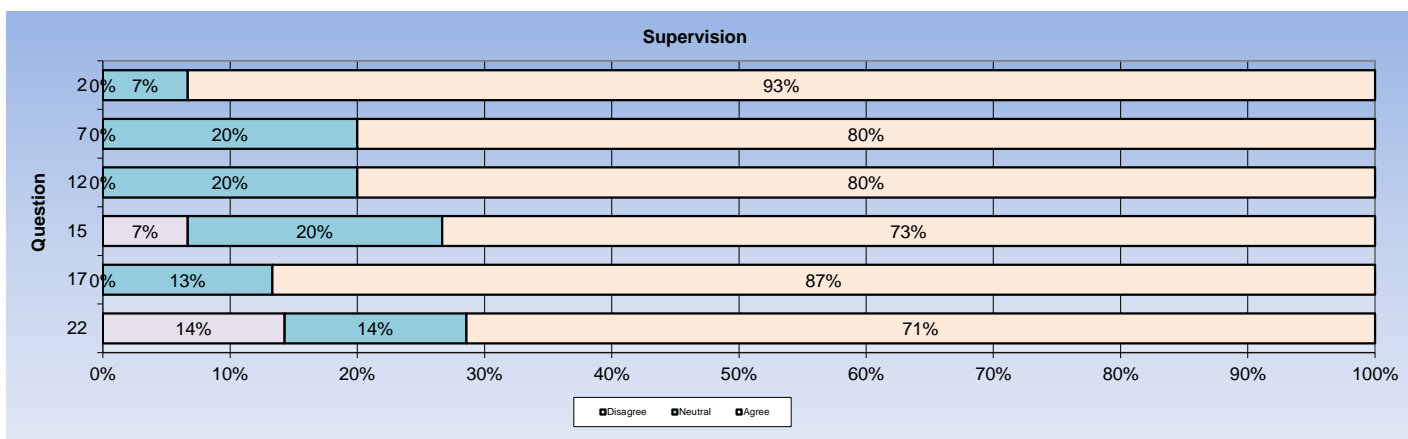 Supervision
2 0% 7% 93%
7 0% 20% 80%
12 0% 20% 80%
15 7% 20% 73%
17 0% 13% 87%
22 14% 14% 71%
Question
0% 10% 20% 30% 40% 50% 60% 70% 80% 90% 100%
Disagree Neutral Agree